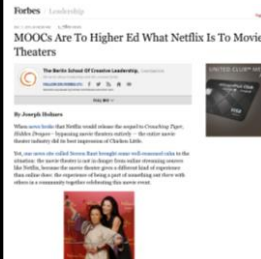 Forbes / Leadership
MOOCs Are To Higher Ed What Netflix Is To Movie
Theaters
The Berlin School Of Creative Leadership,
FULL BIO
By Joseph Hofmans
When news broke that Netflix would release the sequel to Crouching Tiger,
Hidden Dragon – bypassing movie theaters entirely – the entire movie
theater industry did its best impression of Chicken Little.
Yet, one news site called Screen Rant brought some well-reasoned calm to the
situation: the movie theater is not in danger from online streaming sources
like Netflix, because the movie theater gives a different kind of experience
than online does: the experience of being a part of something out there with
others in a community together celebrating this movie event.
UNITED CLUB